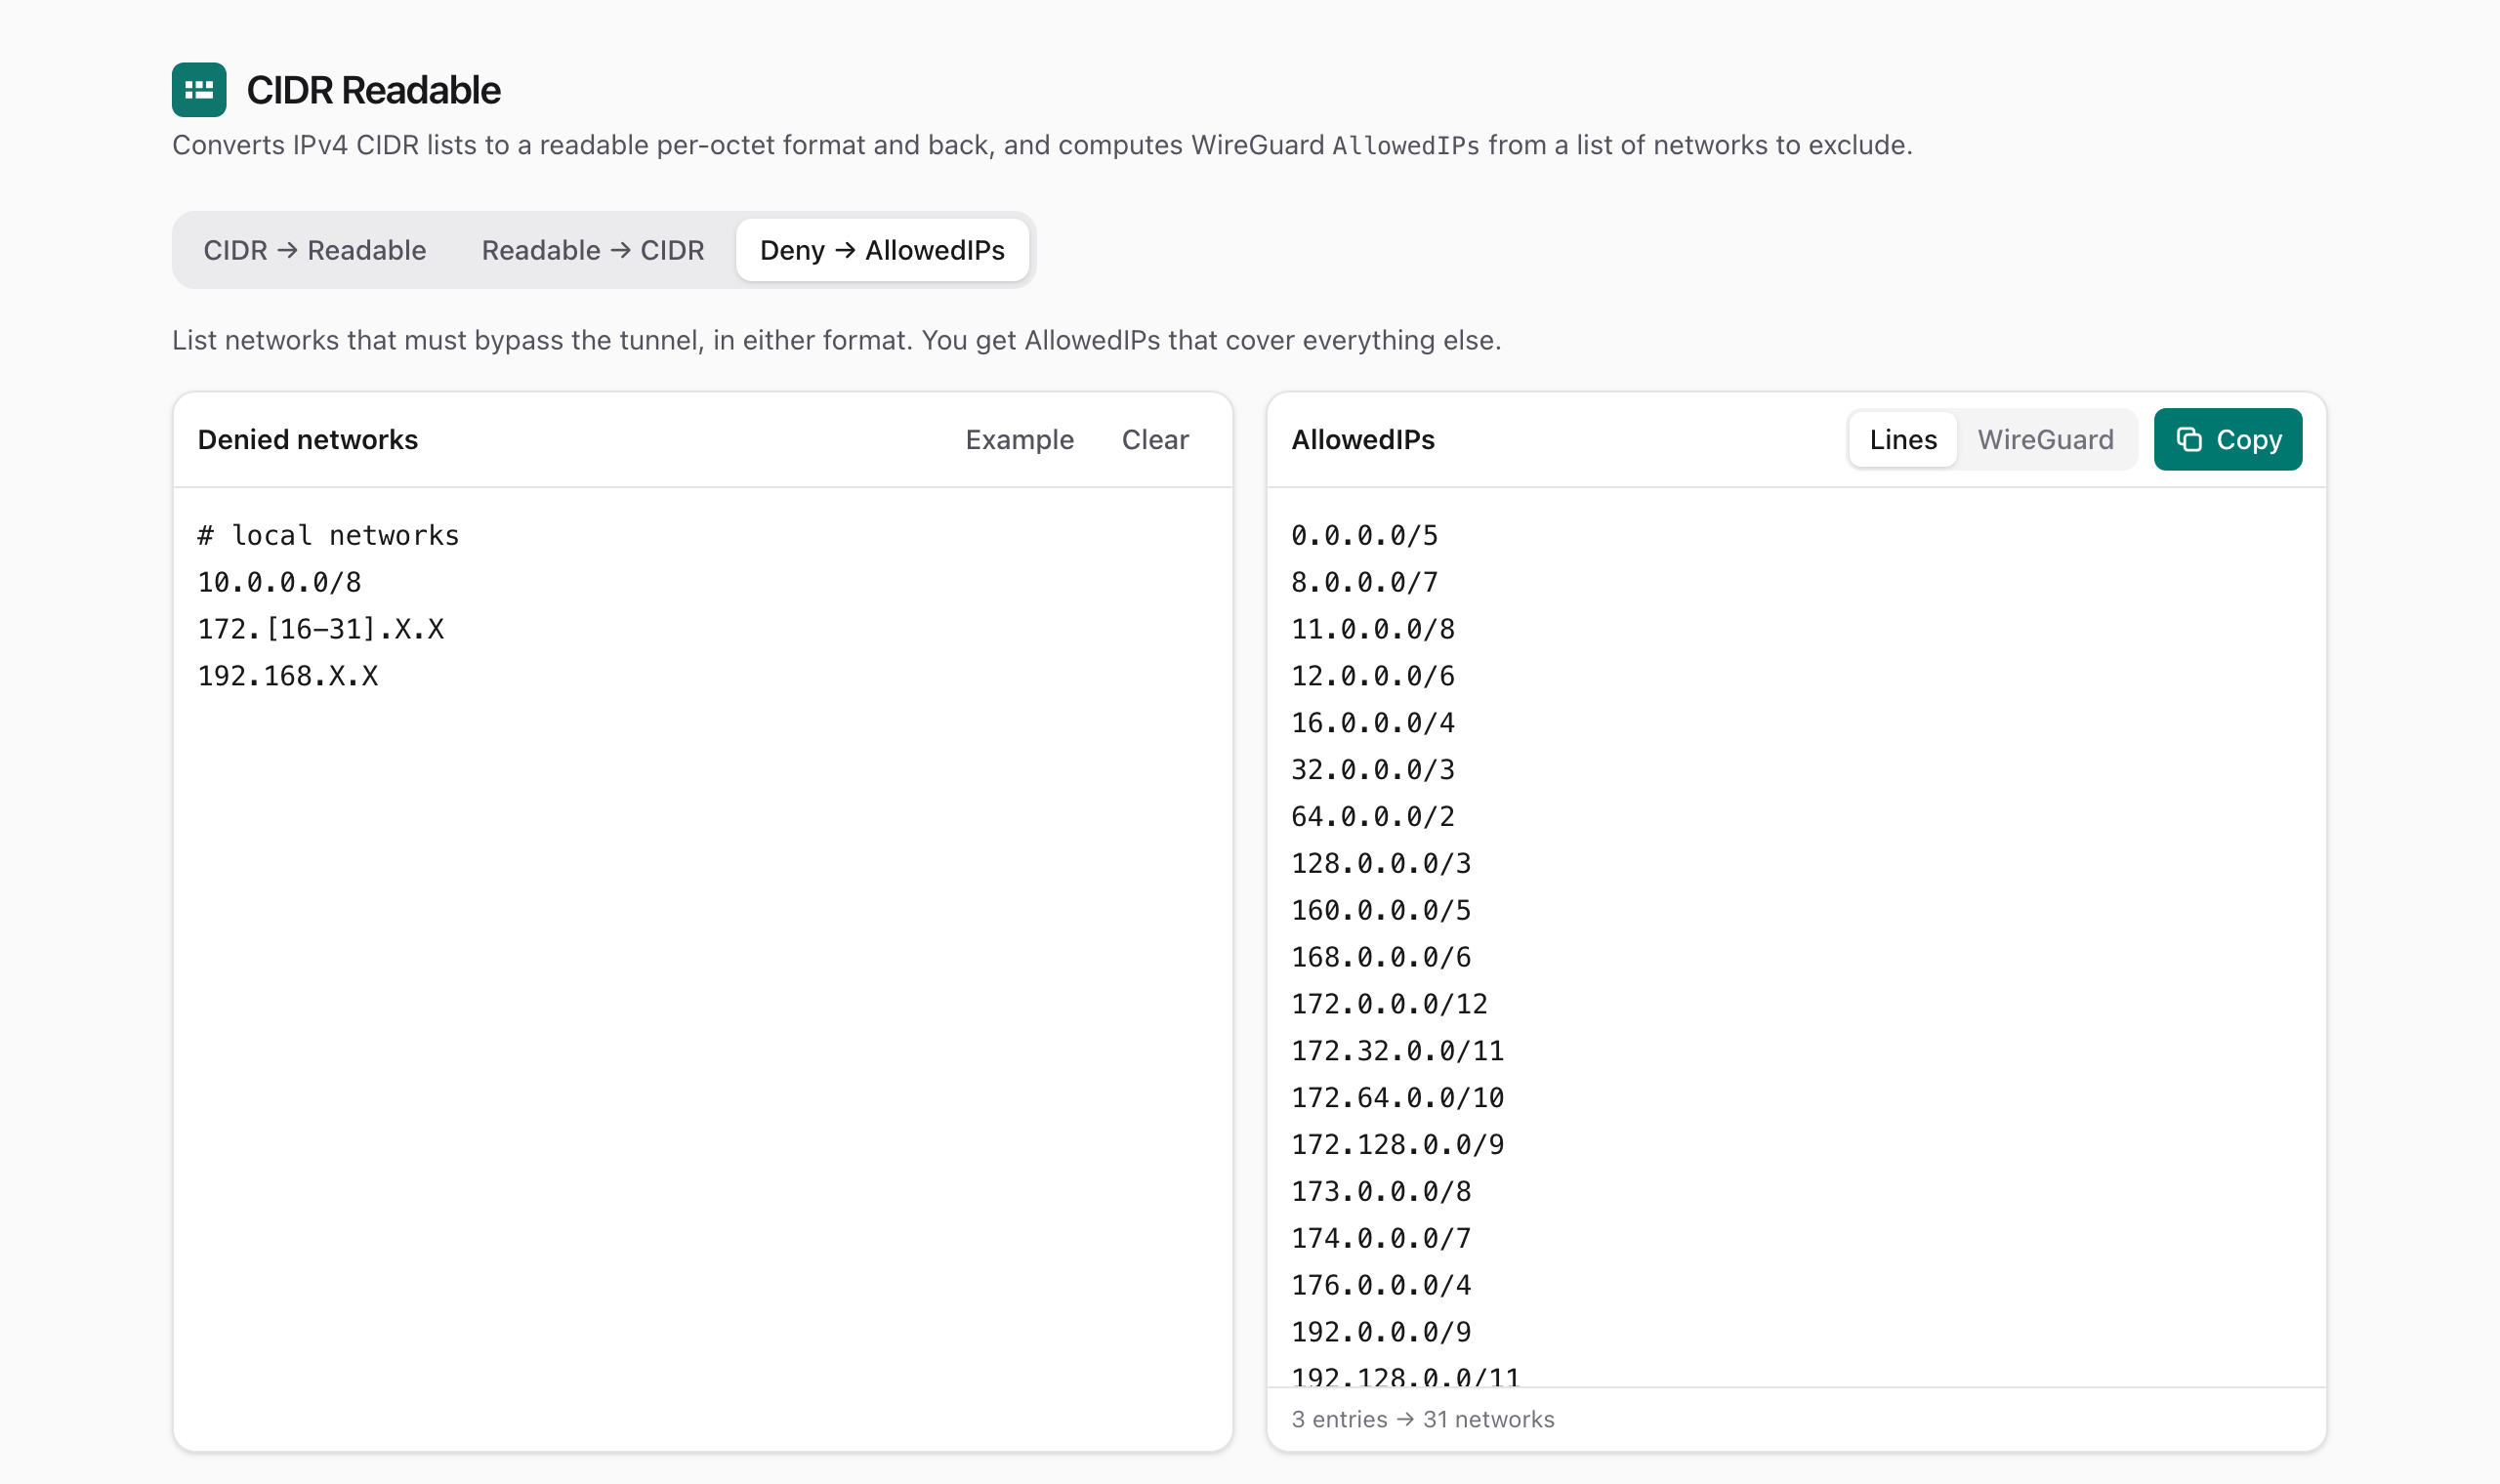 CIDR Readable
Converts IPv4 CIDR lists to a readable per-octet format and back, and computes WireGuard AllowedIPs from a list of networks to exclude.
CIDR → Readable
Readable → CIDR
Deny → AllowedIPs
List networks that must bypass the tunnel, in either format. You get AllowedIPs that cover everything else.
Denied networks
Example
Clear
# local networks
10.0.0.0/8
172.[16-31].X.X
192.168.X.X
AllowedIPs
Lines
WireGuard
Copy
0.0.0.0/5
8.0.0.0/7
11.0.0.0/8
12.0.0.0/6
16.0.0.0/4
32.0.0.0/3
64.0.0.0/2
128.0.0.0/3
160.0.0.0/5
168.0.0.0/6
172.0.0.0/12
172.32.0.0/11
172.64.0.0/10
172.128.0.0/9
173.0.0.0/8
174.0.0.0/7
176.0.0.0/4
192.0.0.0/9
192.128.0.0/11
3 entries → 31 networks